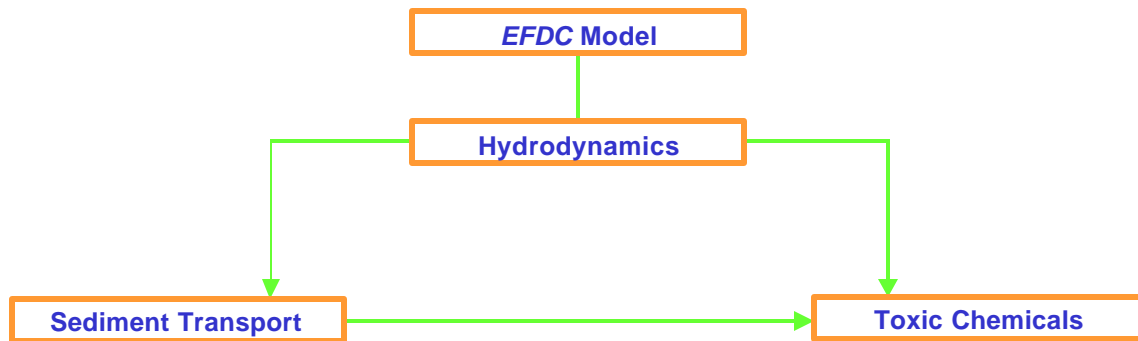 EFDC Model
Hydrodynamics
Sediment Transport
Toxic Chemicals